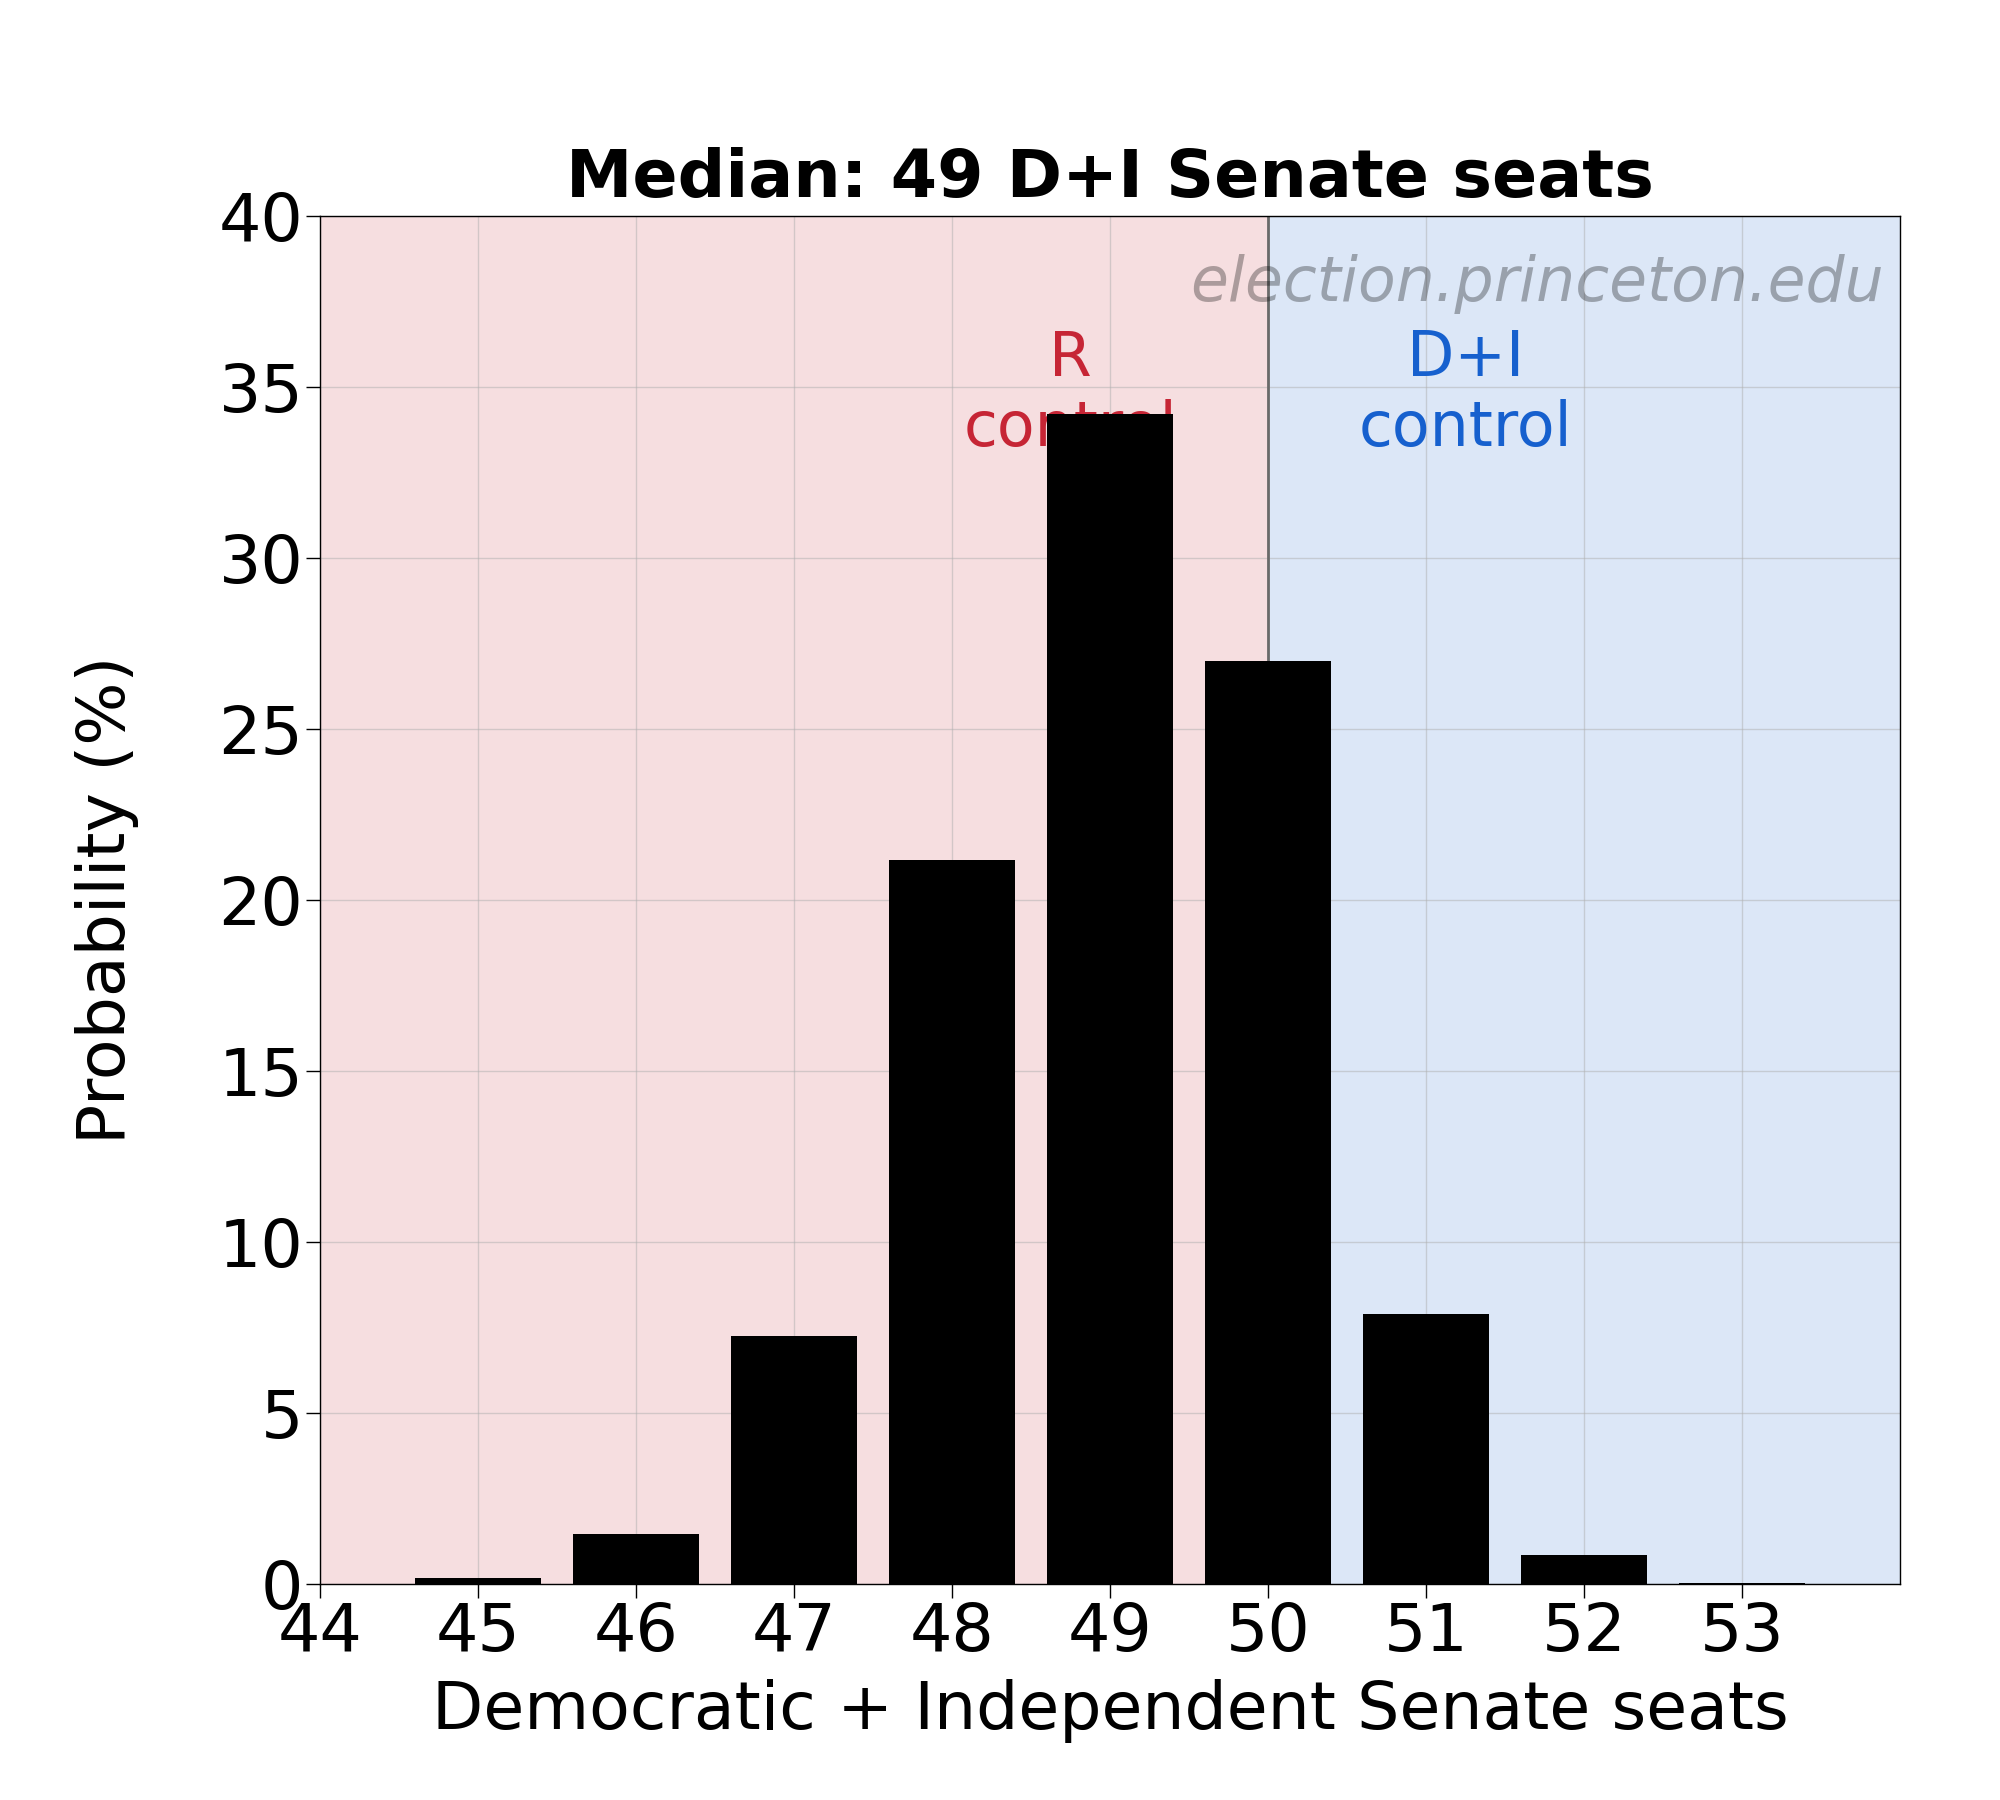 Median: 49 D+I Senate seats
40
election.princeton.edu
R
control
D+I
control
35
30
25
20
15
10
5
0
Probability (%)
44 45 46 47 48 49 50 51 52 53
Democratic + Independent Senate seats